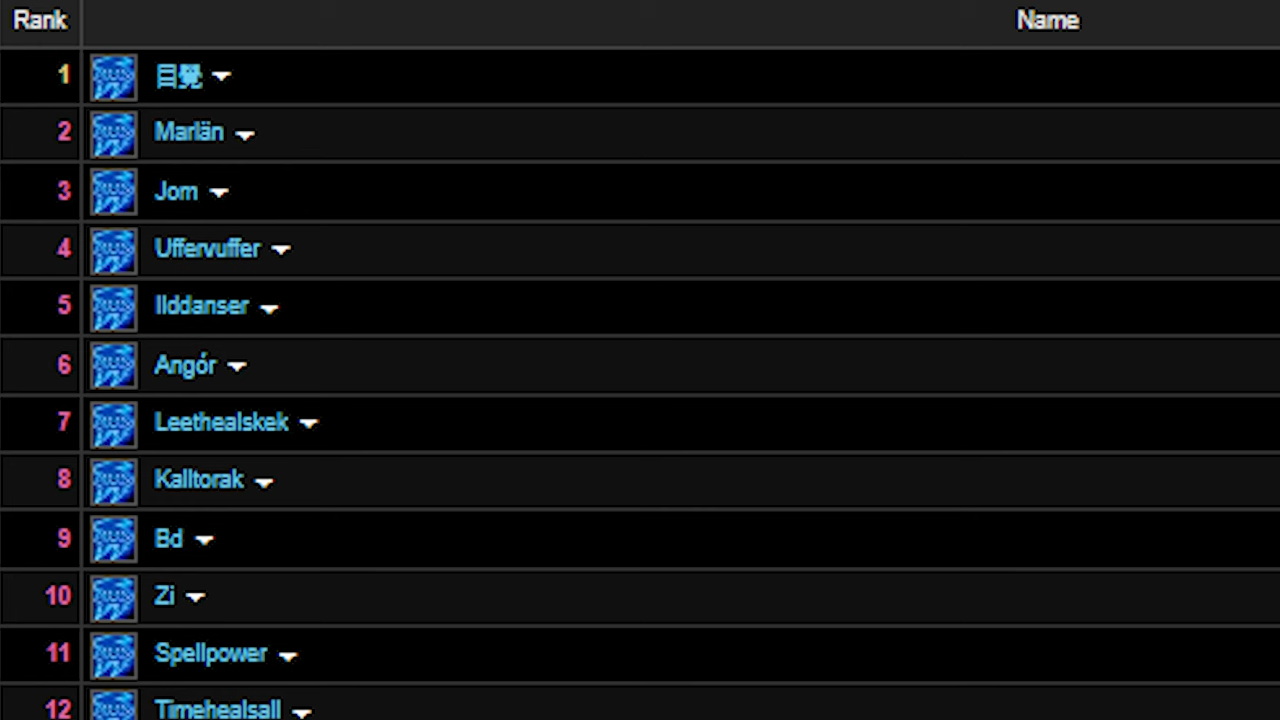 Rank Name
1 目覺
2 Marlän
3 Jom
4 Uffervuffer
5 Ilddanser
6 Angór
7 Leethealskek
8 Kalltorak
9 Bd
10 Zi
11 Spellpower
12 Timehealsall